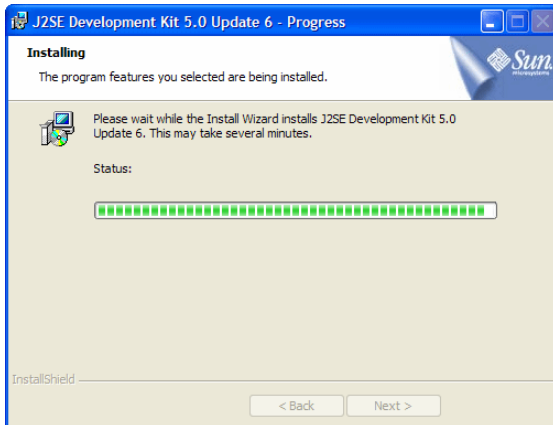 J2SE Development Kit 5.0 Update 6 - Progress
Installing
The program features you selected are being installed.
Sun
microsystems
Please wait while the Install Wizard installs J2SE Development Kit 5.0
Update 6. This may take several minutes.
Status:
InstallShield
< Back Next >